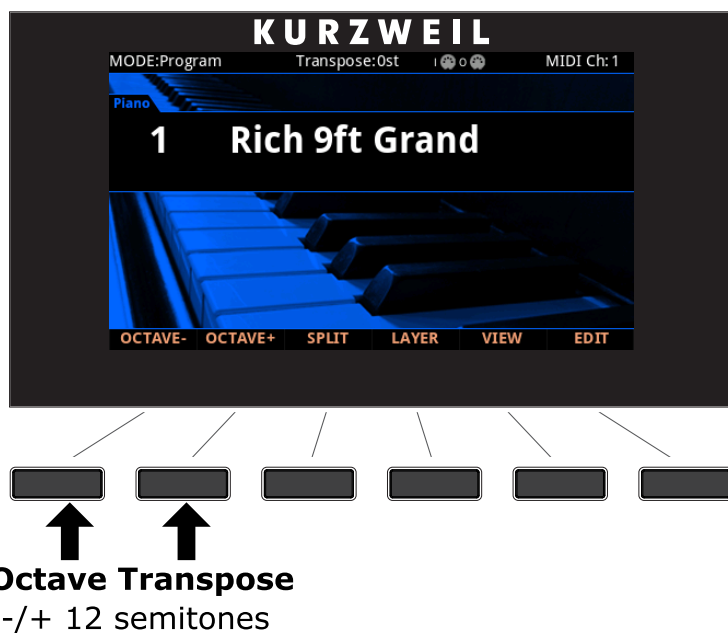 KURZWEIL
MODE:Program Transpose:0st I O MIDI Ch:1
Piano
1 Rich 9ft Grand
OCTAVE- OCTAVE+ SPLIT LAYER VIEW EDIT
Octave Transpose
-/+ 12 semitones